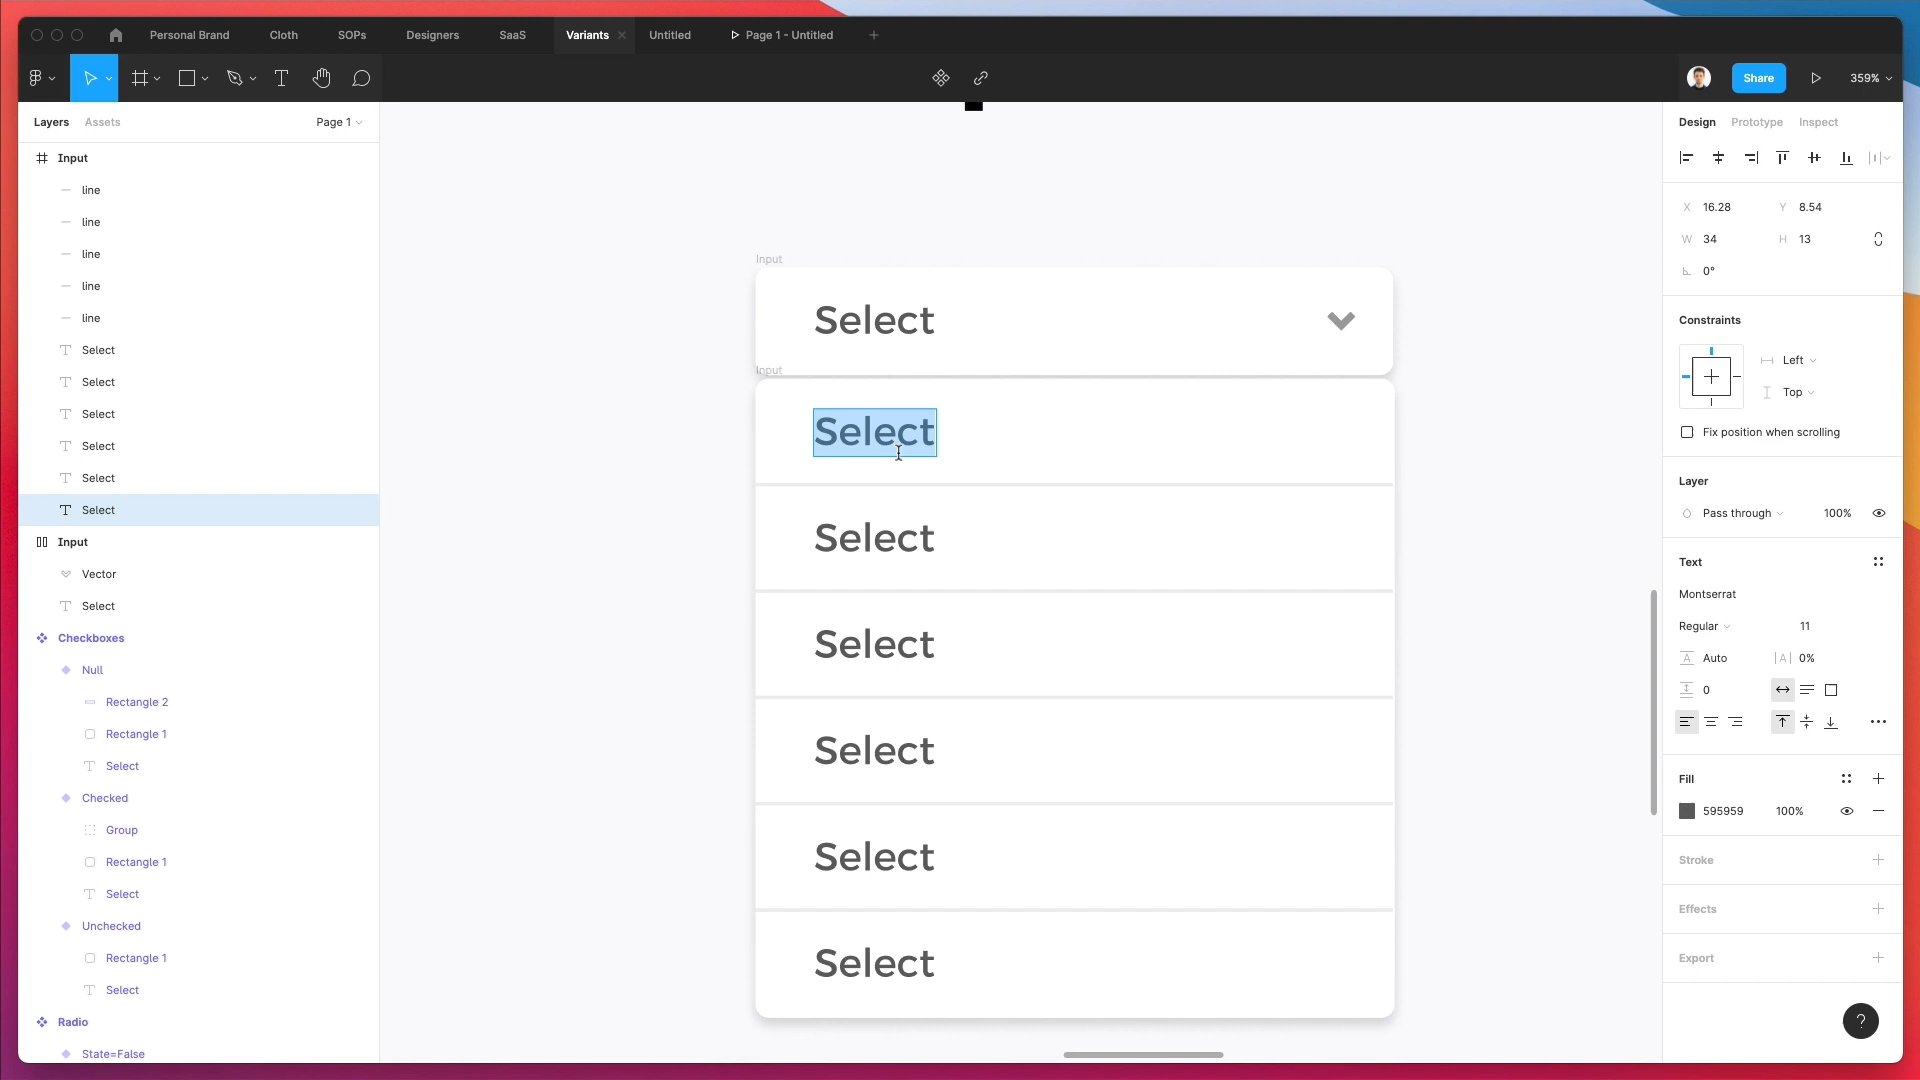 Personal Brand
Cloth
SOPs
Designers
SaaS
Variants
Untitled
Page 1 - Untitled
Share
359%
Layers
Assets
Page 1
Input
line
line
line
line
line
Select
Select
Select
Select
Select
Select
Input
Vector
Select
Checkboxes
Null
Rectangle 2
Rectangle 1
Select
Checked
Group
Rectangle 1
Select
Unchecked
Rectangle 1
Select
Radio
State=False
Input
Select
Input
Select
Select
Select
Select
Select
Select
Design
Prototype
Inspect
X 16.28
Y 8.54
W 34
H 13
0°
Constraints
Left
Top
Fix position when scrolling
Layer
Pass through
100%
Text
Montserrat
Regular
11
A Auto
|A| 0%
0
Fill
595959
100%
Stroke
Effects
Export
?